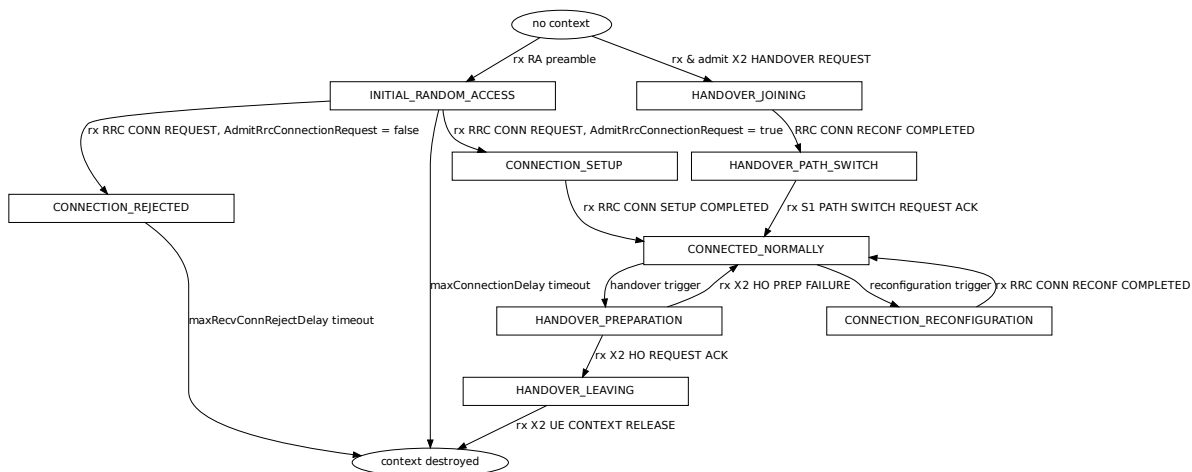 no context
rx RA preamble
rx & admit X2 HANDOVER REQUEST
INITIAL_RANDOM_ACCESS
HANDOVER_JOINING
rx RRC CONN REQUEST, AdmitRrcConnectionRequest = false
rx RRC CONN REQUEST, AdmitRrcConnectionRequest = true
RRC CONN RECONF COMPLETED
CONNECTION_SETUP
HANDOVER_PATH_SWITCH
CONNECTION_REJECTED
rx RRC CONN SETUP COMPLETED
rx S1 PATH SWITCH REQUEST ACK
CONNECTED_NORMALLY
maxConnectionDelay timeout
handover trigger
rx X2 HO PREP FAILURE
reconfiguration trigger
rx RRC CONN RECONF COMPLETED
maxRecvConnRejectDelay timeout
HANDOVER_PREPARATION
CONNECTION_RECONFIGURATION
rx X2 HO REQUEST ACK
HANDOVER_LEAVING
rx X2 UE CONTEXT RELEASE
context destroyed